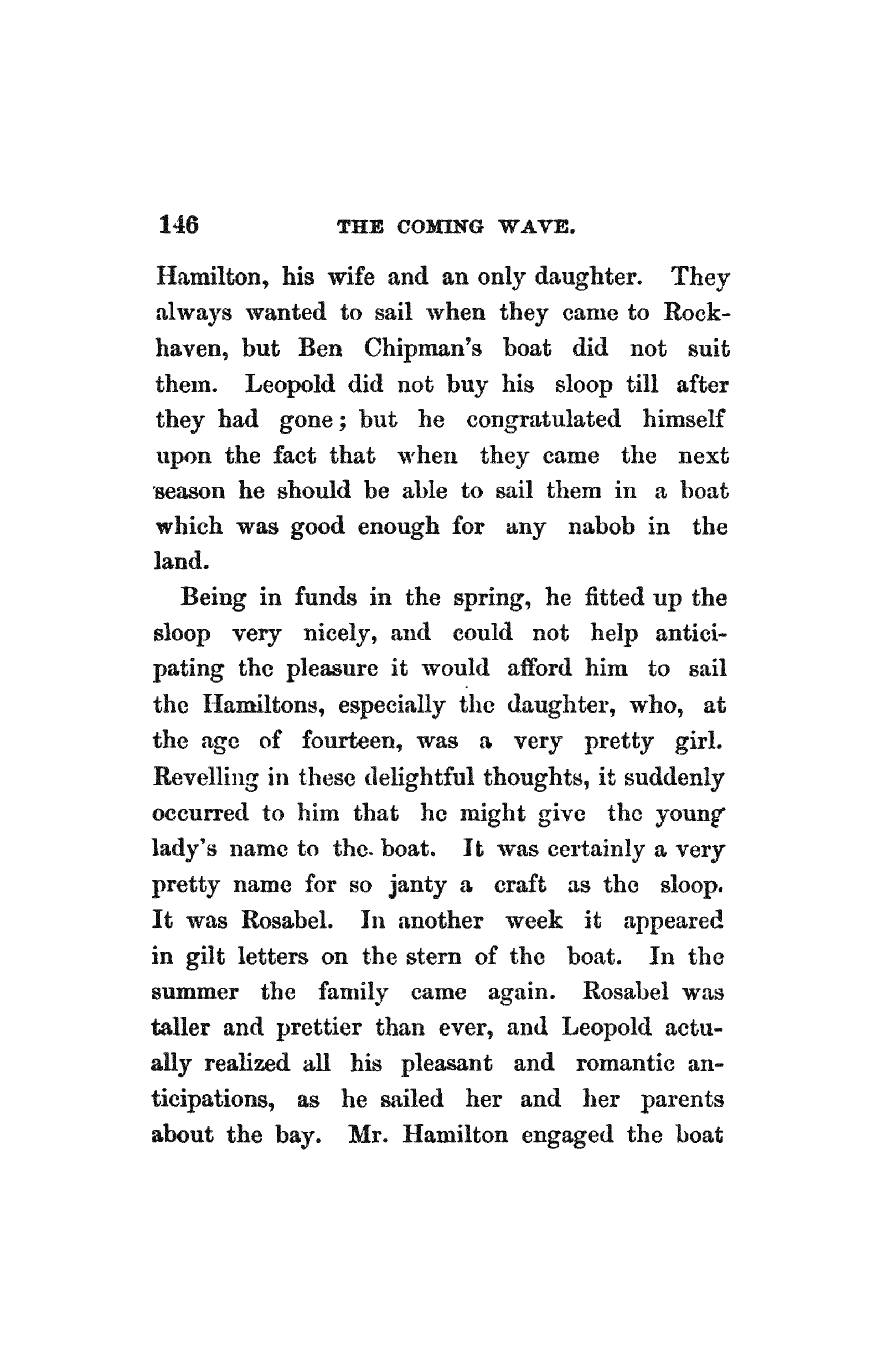 146 THE COMING WAVE.
Hamilton, his wife and an only daughter. They
always wanted to sail when they came to Rock-
haven, but Ben Chipman's boat did not suit
them. Leopold did not buy his sloop till after
they had gone; but he congratulated himself
upon the fact that when they came the next
season he should be able to sail them in a boat
which was good enough for any nabob in the
land.
Being in funds in the spring, he fitted up the
sloop very nicely, and could not help antici-
pating the pleasure it would afford him to sail
the Hamiltons, especially the daughter, who, at
the age of fourteen, was a very pretty girl.
Revelling in these delightful thoughts, it suddenly
occurred to him that he might give the young
lady's name to the boat. It was certainly a very
pretty name for so janty a craft as the sloop.
It was Rosabel. In another week it appeared
in gilt letters on the stern of the boat. In the
summer the family came again. Rosabel was
taller and prettier than ever, and Leopold actu-
ally realized all his pleasant and romantic an-
ticipations, as he sailed her and her parents
about the bay. Mr. Hamilton engaged the boat